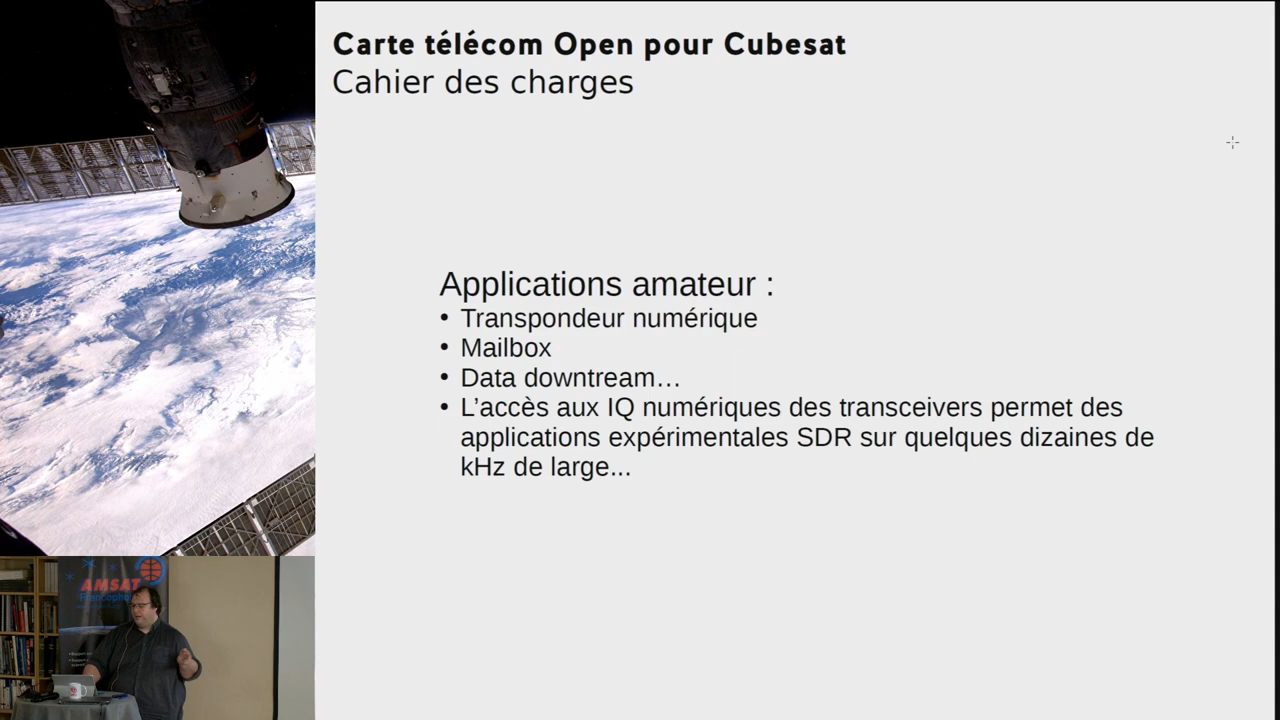 Carte télécom Open pour Cubesat
Cahier des charges
Applications amateur :
• Transpondeur numérique
• Mailbox
• Data downtream…
• L’accès aux IQ numériques des transceivers permet des
applications expérimentales SDR sur quelques dizaines de
kHz de large...
AMSAT
Francophone